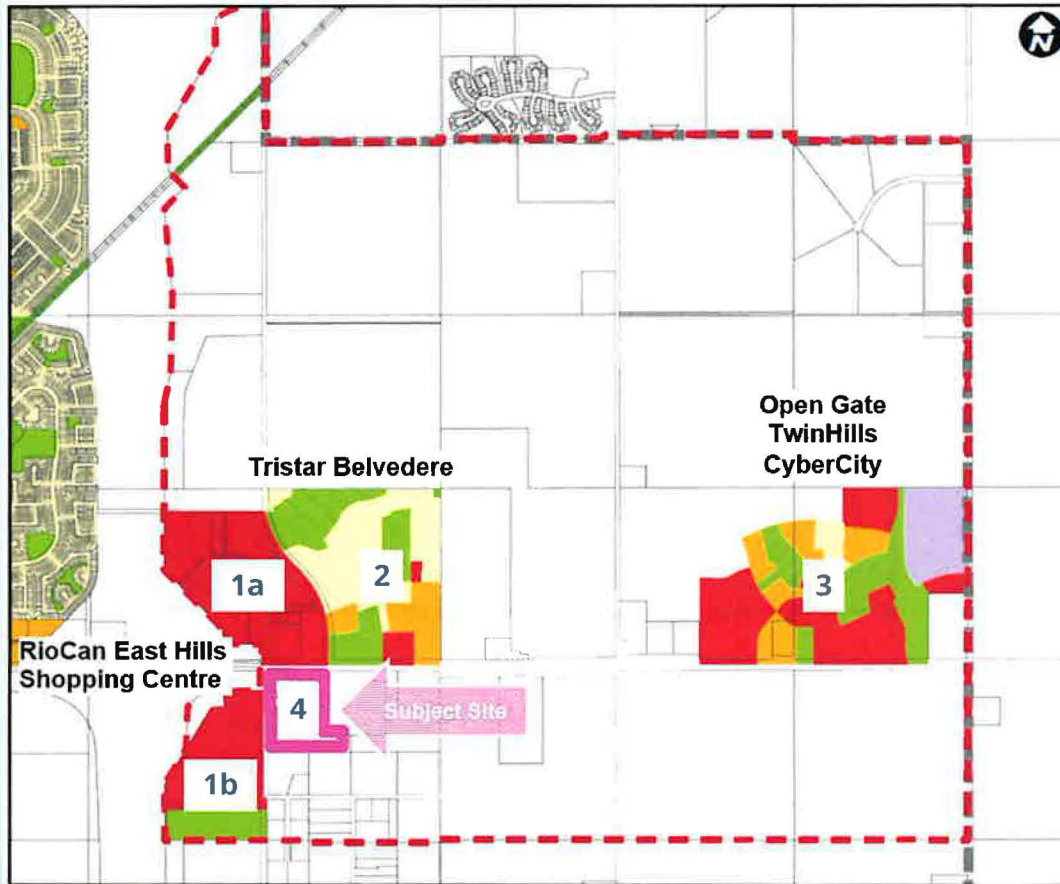 N
Open Gate
TwinHills
CyberCity
Tristar Belvedere
1a
2
3
RioCan East Hills
Shopping Centre
4
Subject Site
1b